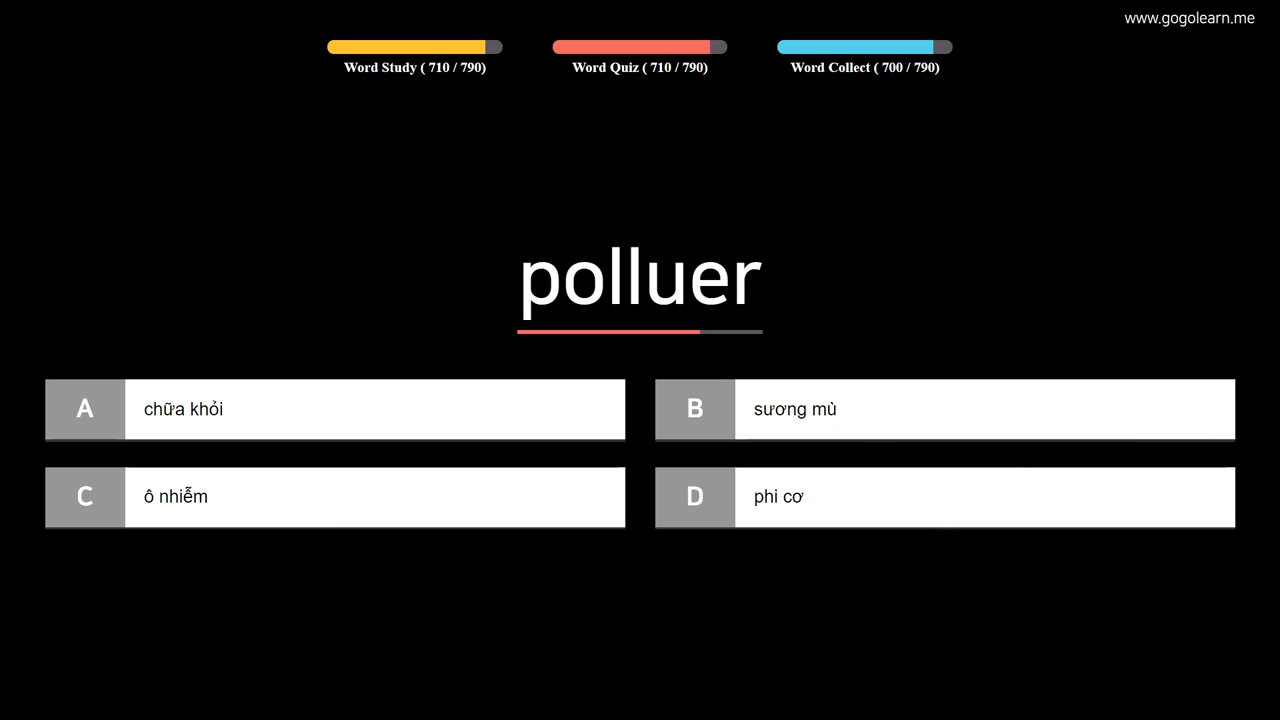 www.gogolearn.me
Word Study ( 710 / 790)
Word Quiz ( 710 / 790)
Word Collect ( 700 / 790)
polluer
A chữa khỏi
B sương mù
C ô nhiễm
D phi cơ